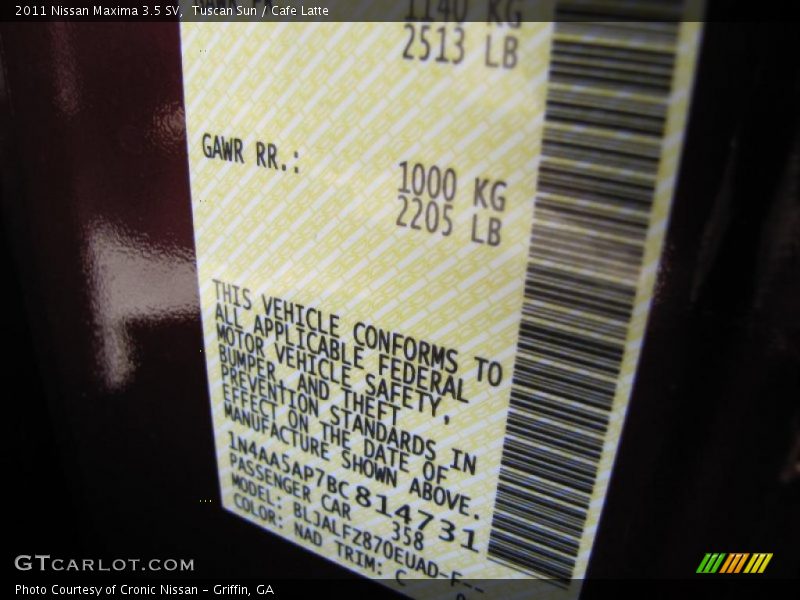 2011 Nissan Maxima 3.5 SV,  Tuscan Sun / Cafe Latte
1140 KG
2513 LB
GAWR RR.:
1000 KG
2205 LB
THIS VEHICLE CONFORMS TO
ALL APPLICABLE FEDERAL
MOTOR VEHICLE SAFETY,
BUMPER, AND THEFT
PREVENTION STANDARDS IN
EFFECT ON THE DATE OF
MANUFACTURE SHOWN ABOVE.
1N4AA5AP7BC814731
PASSENGER CAR 358
MODEL: BLJALFZ870EUAD-F--
COLOR: NAD TRIM: C
GTCARLOT.COM
Photo Courtesy of Cronic Nissan - Griffin, GA